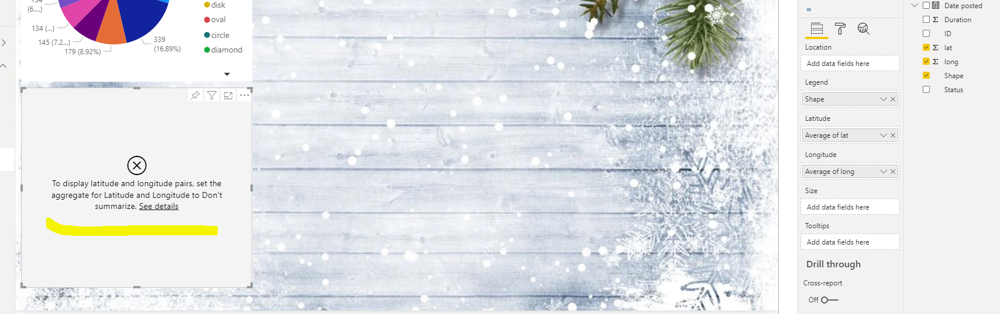 134
(6....)
134 (...)
145 (7.2...)
179 (8.92%)
339
(16.89%)
disk
oval
circle
diamond
To display latitude and longitude pairs, set the
aggregate for Latitude and Longitude to Don't
summarize. See details
w
Location
Add data fields here
Legend
Shape
Latitude
Average of lat
Longitude
Average of long
Size
Add data fields here
Tooltips
Add data fields here
Drill through
Cross-report
Off
Date posted
Σ Duration
ID
Σ lat
Σ long
Shape
Status